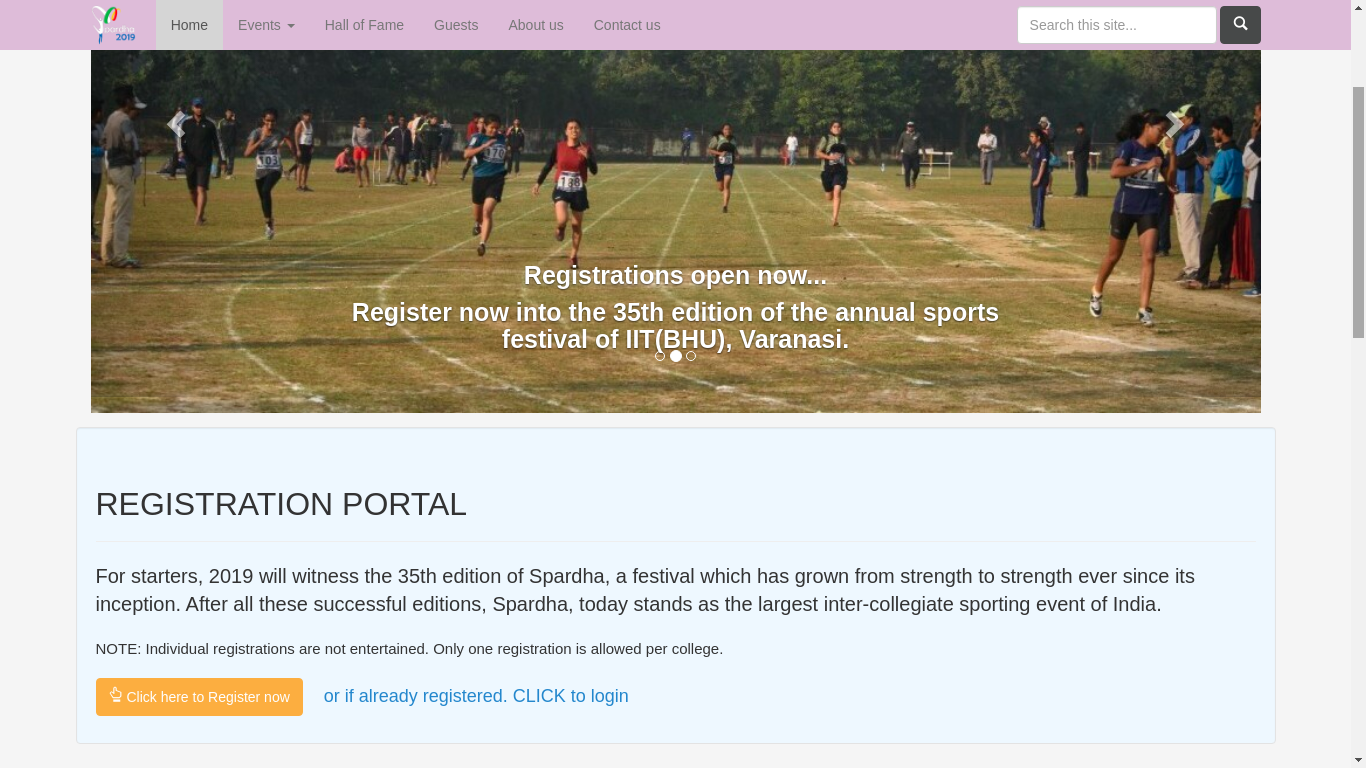 Spardha
2019
Home
Events
Hall of Fame
Guests
About us
Contact us
Search this site...
103
138
Registrations open now...
Register now into the 35th edition of the annual sports
festival of IIT(BHU), Varanasi.
REGISTRATION PORTAL
For starters, 2019 will witness the 35th edition of Spardha, a festival which has grown from strength to strength ever since its
inception. After all these successful editions, Spardha, today stands as the largest inter-collegiate sporting event of India.
NOTE: Individual registrations are not entertained. Only one registration is allowed per college.
Click here to Register now
or if already registered. CLICK to login